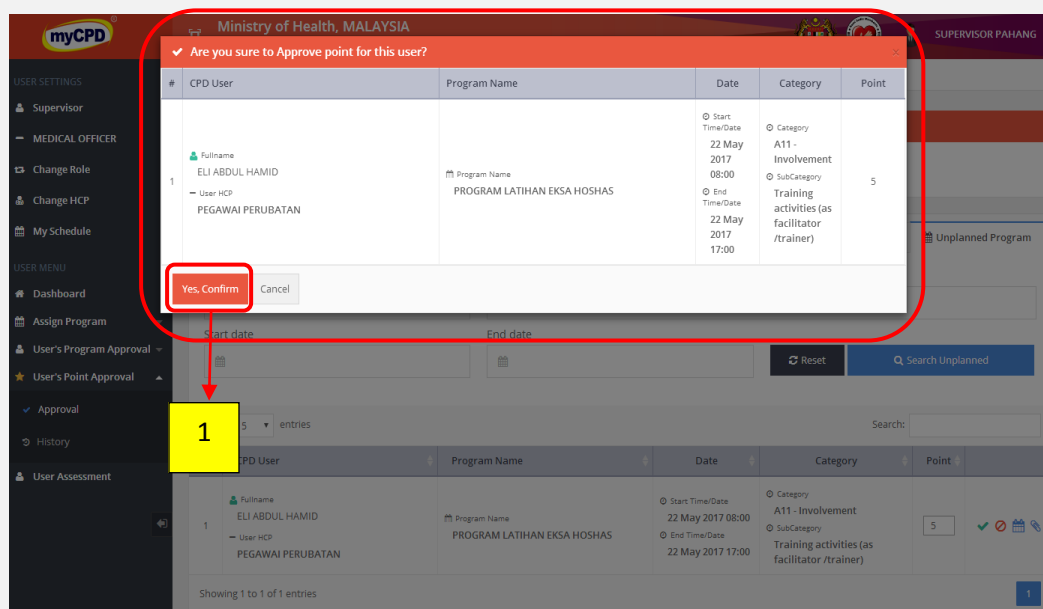 myCPD
Ministry of Health, MALAYSIA
SUPERVISOR PAHANG
Are you sure to Approve point for this user?
×
# CPD User Program Name Date Category Point
1
Fullname
ELI ABDUL HAMID
User HCP
PEGAWAI PERUBATAN
Program Name
PROGRAM LATIHAN EKSA HOSHAS
Start
Time/Date
22 May
2017
08:00
End
Time/Date
22 May
2017
17:00
Category
A11 -
Involvement
SubCategory
Training
activities (as
facilitator
/trainer)
5
Yes, Confirm
Cancel
USER SETTINGS
Supervisor
MEDICAL OFFICER
Change Role
Change HCP
My Schedule
USER MENU
Dashboard
Assign Program
User's Program Approval
User's Point Approval
Approval
History
User Assessment
Unplanned Program
Start date
End date
Reset
Search Unplanned
1
5 entries
Search:
CPD User Program Name Date Category Point
1
Fullname
ELI ABDUL HAMID
User HCP
PEGAWAI PERUBATAN
Program Name
PROGRAM LATIHAN EKSA HOSHAS
Start Time/Date
22 May 2017 08:00
End Time/Date
22 May 2017 17:00
Category
A11 - Involvement
SubCategory
Training activities (as
facilitator /trainer)
5
Showing 1 to 1 of 1 entries
1